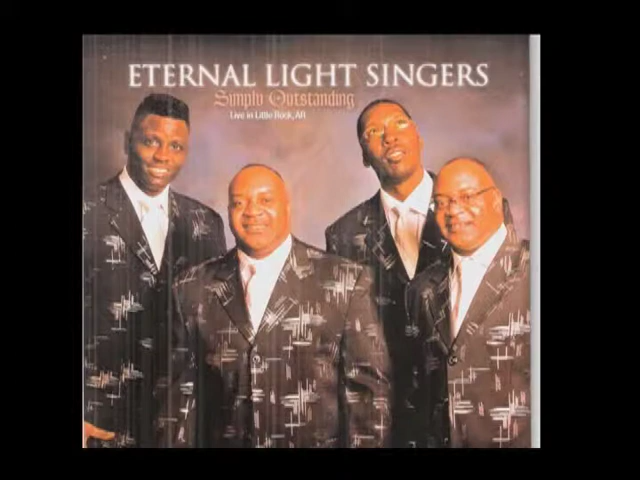 ETERNAL LIGHT SINGERS
Simply Outstanding
Live in Little Rock, AR